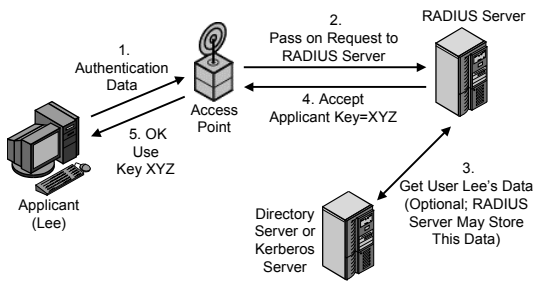 RADIUS Server
2.
Pass on Request to
RADIUS Server
1.
Authentication
Data
Access
Point
4. Accept
Applicant Key=XYZ
5. OK
Use
Key XYZ
Applicant
(Lee)
3.
Get User Lee's Data
(Optional; RADIUS
Server May Store
This Data)
Directory
Server or
Kerberos
Server